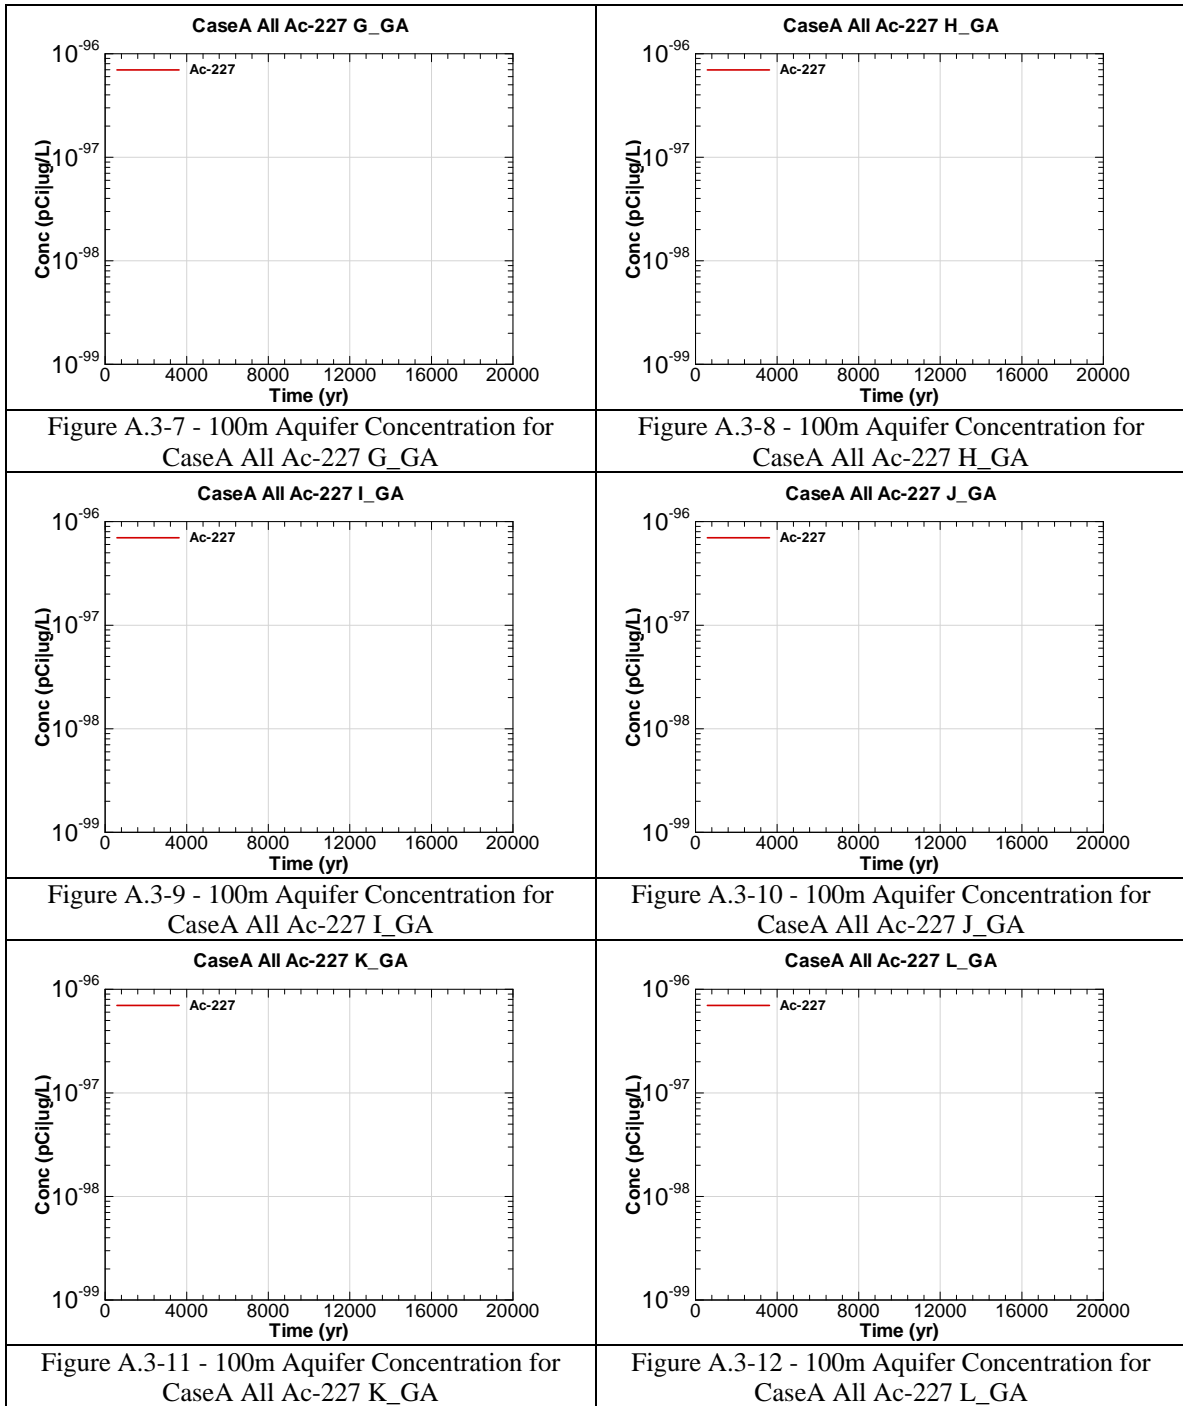 CaseA All Ac-227 G_GA
10-96
Ac-227
10-97
Conc (pCi|ug/L)
10-98
10-99
0 4000 8000 12000 16000 20000
Time (yr)
Figure A.3-7 - 100m Aquifer Concentration for
CaseA All Ac-227 G_GA
CaseA All Ac-227 H_GA
10-96
Ac-227
10-97
Conc (pCi|ug/L)
10-98
10-99
0 4000 8000 12000 16000 20000
Time (yr)
Figure A.3-8 - 100m Aquifer Concentration for
CaseA All Ac-227 H_GA
CaseA All Ac-227 I_GA
10-96
Ac-227
10-97
Conc (pCi|ug/L)
10-98
10-99
0 4000 8000 12000 16000 20000
Time (yr)
Figure A.3-9 - 100m Aquifer Concentration for
CaseA All Ac-227 I_GA
CaseA All Ac-227 J_GA
10-96
Ac-227
10-97
Conc (pCi|ug/L)
10-98
10-99
0 4000 8000 12000 16000 20000
Time (yr)
Figure A.3-10 - 100m Aquifer Concentration for
CaseA All Ac-227 J_GA
CaseA All Ac-227 K_GA
10-96
Ac-227
10-97
Conc (pCi|ug/L)
10-98
10-99
0 4000 8000 12000 16000 20000
Time (yr)
Figure A.3-11 - 100m Aquifer Concentration for
CaseA All Ac-227 K_GA
CaseA All Ac-227 L_GA
10-96
Ac-227
10-97
Conc (pCi|ug/L)
10-98
10-99
0 4000 8000 12000 16000 20000
Time (yr)
Figure A.3-12 - 100m Aquifer Concentration for
CaseA All Ac-227 L_GA